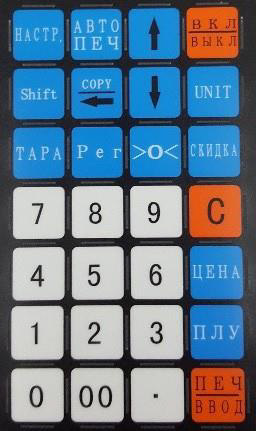 НАСТР. АВТО ПЕЧ ↑ ВКЛ ВЫКЛ
Shift COPY ← ↓ UNIT
ТАРА Рег >О< СКИДКА
7 8 9 C
4 5 6 ЦЕНА
1 2 3 ПЛУ
0 00 . ПЕЧ ВВОД